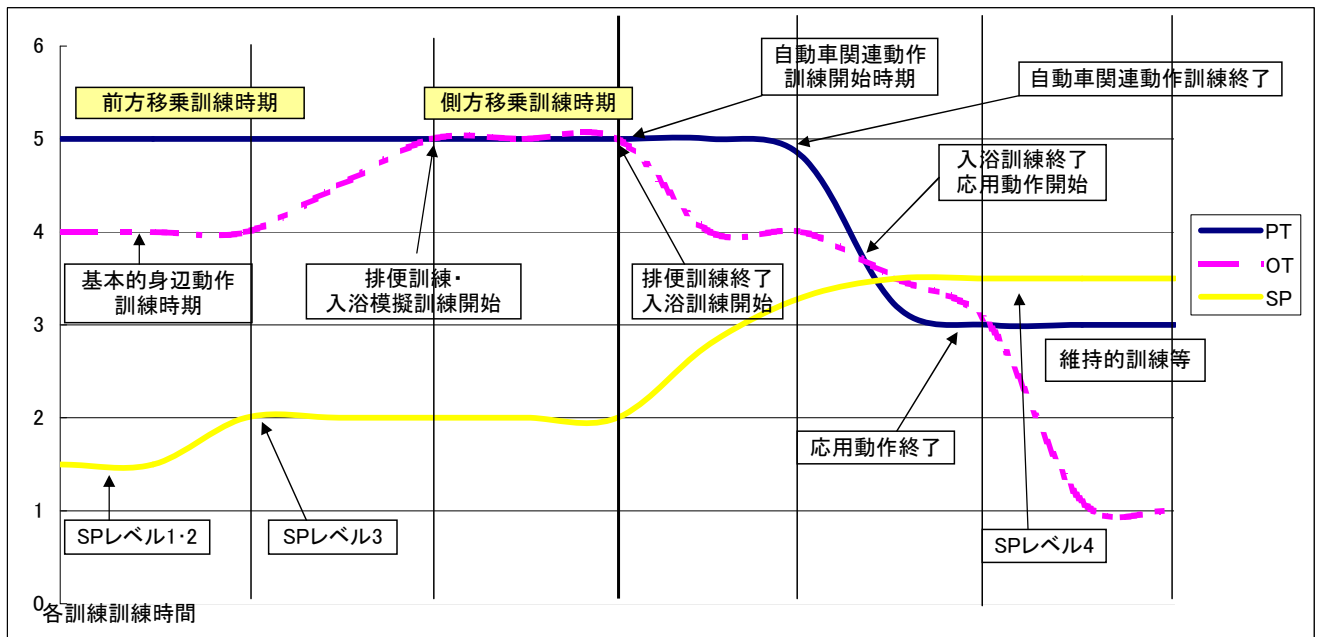 6
5
4
3
2
1
0
前方移乗訓練時期
側方移乗訓練時期
自動車関連動作
訓練開始時期
自動車関連動作訓練終了
入浴訓練終了
応用動作開始
基本的身辺動作
訓練時期
排便訓練・
入浴模擬訓練開始
排便訓練終了
入浴訓練開始
PT
OT
SP
維持的訓練等
応用動作終了
SPレベル1・2
SPレベル3
SPレベル4
各訓練訓練時間